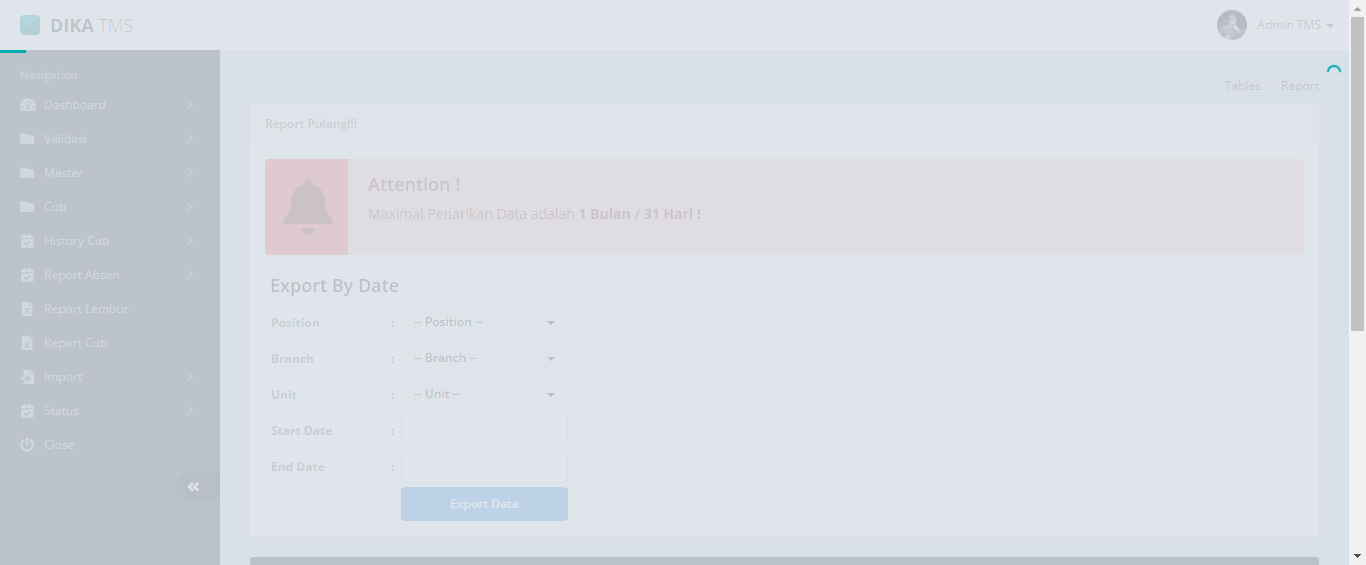 DIKA TMS
Admin TMS
Navigation
Dashboard
Validasi
Master
Cuti
History Cuti
Report Absen
Report Lembur
Report Cuti
Import
Status
Close
Tables / Report
Report Pulang!!!
Attention !
Maximal Penarikan Data adalah 1 Bulan / 31 Hari !
Export By Date
Position : -- Position --
Branch : -- Branch --
Unit : -- Unit --
Start Date :
End Date :
Export Data